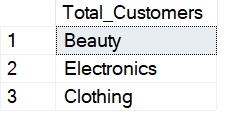 Total_Customers
1 Beauty
2 Electronics
3 Clothing